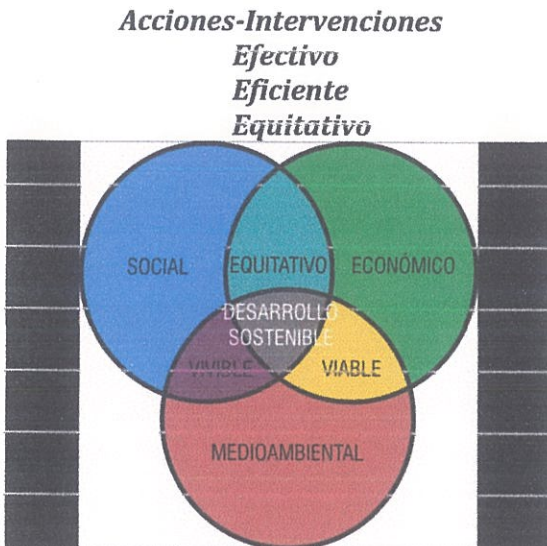 Acciones-Intervenciones
Efectivo
Eficiente
Equitativo
SOCIAL
EQUITATIVO
ECONÓMICO
DESARROLLO
SOSTENIBLE
VIVIBLE
VIABLE
MEDIOAMBIENTAL